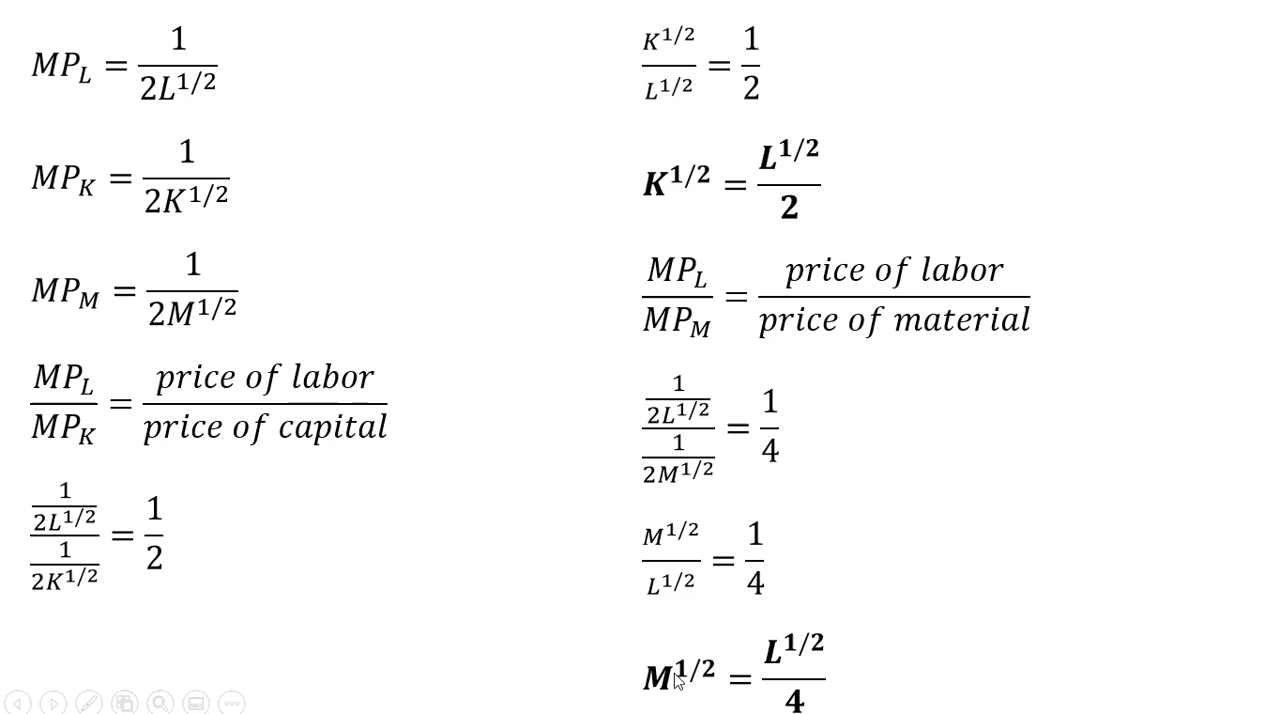 MP_L = 1/(2L^{1/2})
MP_K = 1/(2K^{1/2})
MP_M = 1/(2M^{1/2})
MP_L/MP_K = price of labor/price of capital
(1/(2L^{1/2}))/(1/(2K^{1/2})) = 1/2
K^{1/2}/L^{1/2} = 1/2
K^{1/2} = L^{1/2}/2
MP_L/MP_M = price of labor/price of material
(1/(2L^{1/2}))/(1/(2M^{1/2})) = 1/4
M^{1/2}/L^{1/2} = 1/4
M^{1/2} = L^{1/2}/4